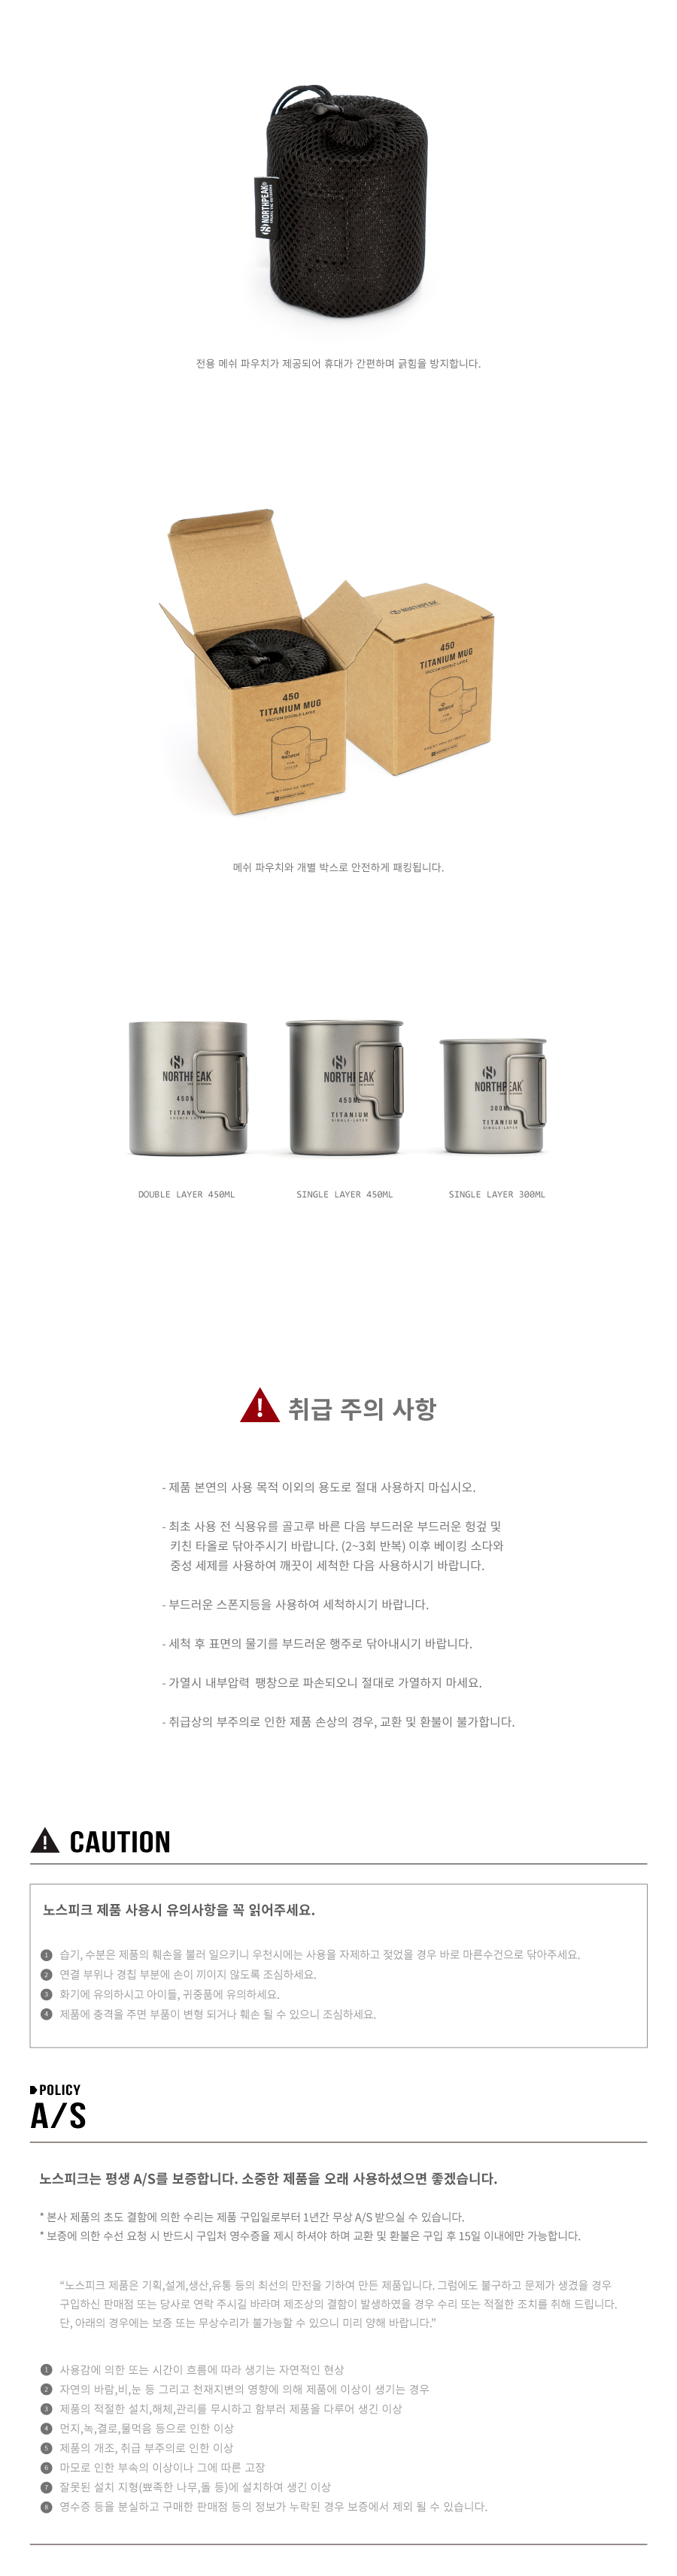 NORTHPEAK
전용 메쉬 파우치가 제공되어 휴대가 간편하며 긁힘을 방지합니다.
NORTHPEAK
450
TITANIUM MUG
VACUUM DOUBLE-LAYER
450
TITANIUM MUG
VACUUM DOUBLE-LAYER
NORTHPEAK
메쉬 파우치와 개별 박스로 안전하게 패킹됩니다.
NORTHPEAK
450ML
TITANIUM
DOUBLE-LAYER
NORTHPEAK
450ML
TITANIUM
SINGLE-LAYER
NORTHPEAK
300ML
TITANIUM
SINGLE-LAYER
DOUBLE LAYER 450ML
SINGLE LAYER 450ML
SINGLE LAYER 300ML
취급 주의 사항
- 제품 본연의 사용 목적 이외의 용도로 절대 사용하지 마십시오.
- 최초 사용 전 식용유를 골고루 바른 다음 부드러운 부드러운 헝겊 및
키친 타올로 닦아주시기 바랍니다. (2~3회 반복) 이후 베이킹 소다와
중성 세제를 사용하여 깨끗이 세척한 다음 사용하시기 바랍니다.
- 부드러운 스폰지등을 사용하여 세척하시기 바랍니다.
- 세척 후 표면의 물기를 부드러운 행주로 닦아내시기 바랍니다.
- 가열시 내부압력 팽창으로 파손되오니 절대로 가열하지 마세요.
- 취급상의 부주의로 인한 제품 손상의 경우, 교환 및 환불이 불가합니다.
CAUTION
노스피크 제품 사용시 유의사항을 꼭 읽어주세요.
1 습기, 수분은 제품의 훼손을 불러 일으키니 우천시에는 사용을 자제하고 젖었을 경우 바로 마른수건으로 닦아주세요.
2 연결 부위나 경첩 부분에 손이 끼이지 않도록 조심하세요.
3 화기에 유의하시고 아이들, 귀중품에 유의하세요.
4 제품에 충격을 주면 부품이 변형 되거나 훼손 될 수 있으니 조심하세요.
POLICY
A/S
노스피크는 평생 A/S를 보증합니다. 소중한 제품을 오래 사용하셨으면 좋겠습니다.
* 본사 제품의 초도 결함에 의한 수리는 제품 구입일로부터 1년간 무상 A/S 받으실 수 있습니다.
* 보증에 의한 수선 요청 시 반드시 구입처 영수증을 제시 하셔야 하며 교환 및 환불은 구입 후 15일 이내에만 가능합니다.
“노스피크 제품은 기획,설계,생산,유통 등의 최선의 만전을 기하여 만든 제품입니다. 그럼에도 불구하고 문제가 생겼을 경우
구입하신 판매점 또는 당사로 연락 주시길 바라며 제조상의 결함이 발생하였을 경우 수리 또는 적절한 조치를 취해 드립니다.
단, 아래의 경우에는 보증 또는 무상수리가 불가능할 수 있으니 미리 양해 바랍니다.”
1 사용감에 의한 또는 시간이 흐름에 따라 생기는 자연적인 현상
2 자연의 바람,비,눈 등 그리고 천재지변의 영향에 의해 제품에 이상이 생기는 경우
3 제품의 적절한 설치,해체,관리를 무시하고 함부러 제품을 다루어 생긴 이상
4 먼지,녹,결로,물먹음 등으로 인한 이상
5 제품의 개조, 취급 부주의로 인한 이상
6 마모로 인한 부속의 이상이나 그에 따른 고장
7 잘못된 설치 지형(뾰족한 나무,돌 등)에 설치하여 생긴 이상
8 영수증 등을 분실하고 구매한 판매점 등의 정보가 누락된 경우 보증에서 제외 될 수 있습니다.